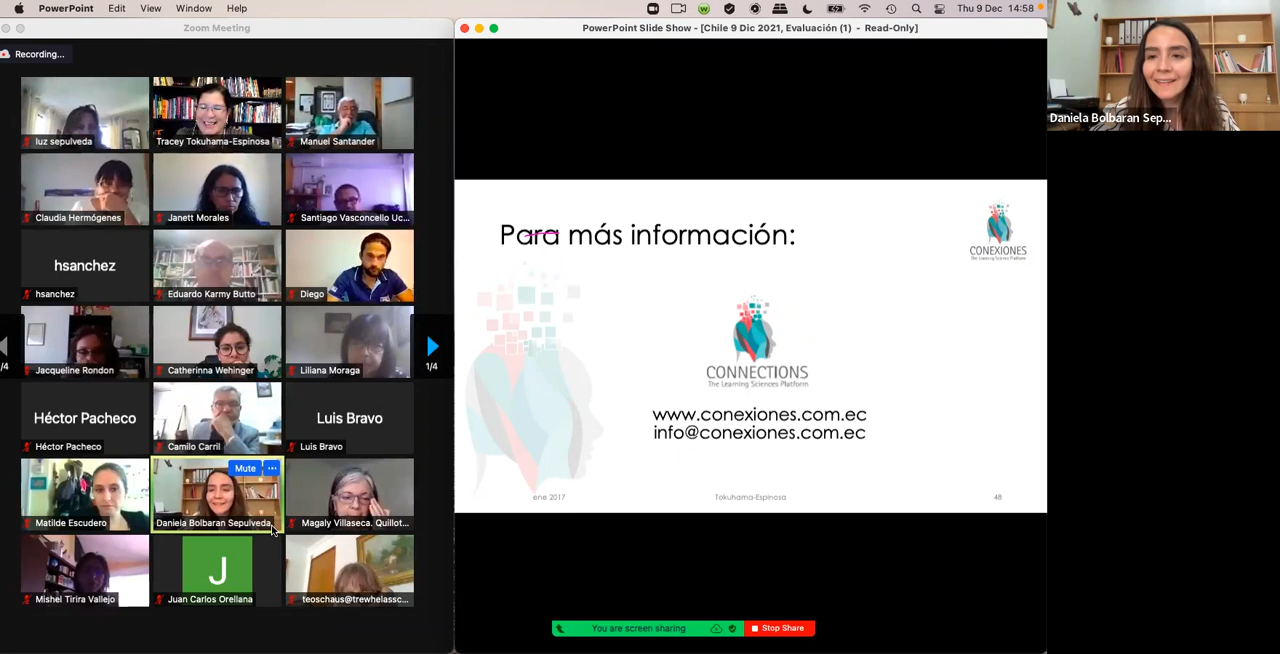 PowerPoint Edit View Window Help
Thu 9 Dec 14:58
Zoom Meeting
PowerPoint Slide Show - [Chile 9 Dic 2021, Evaluación (1) - Read-Only]
Recording...
luz sepulveda
Tracey Tokuhama-Espinosa
Manuel Santander
Claudia Hermógenes
Janett Morales
Santiago Vasconcello Uc...
hsanchez
hsanchez
Eduardo Karmy Butto
Diego
Jacqueline Rondon
Catherinna Wehinger
Liliana Moraga
/4
1/4
Héctor Pacheco
Héctor Pacheco
Camilo Carril
Luis Bravo
Luis Bravo
Mute
Matilde Escudero
Daniela Bolbaran Sepulveda
Magaly Villaseca. Quillot...
Mishel Tirira Vallejo
J
Juan Carlos Orellana
teoschaus@trewhelassc...
Para más información:
CONEXIONES
The Learning Sciences Platform
CONNECTIONS
The Learning Sciences Platform
www.conexiones.com.ec
info@conexiones.com.ec
ene 2017
Tokuhama-Espinosa
48
You are screen sharing
Stop Share
Daniela Bolbaran Sep...